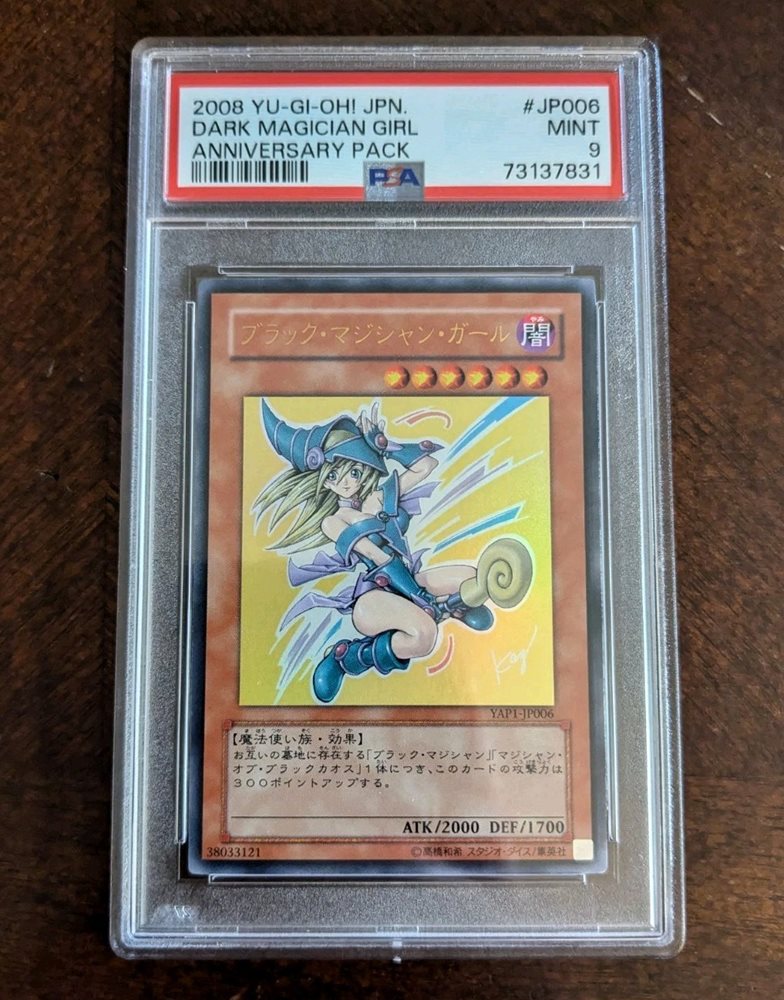 2008 YU-GI-OH! JPN. #JP006
DARK MAGICIAN GIRL MINT
ANNIVERSARY PACK 9
PSA 73137831
ブラック・マジシャン・ガール 闇
YAP1-JP006
【魔法使い族・効果】
お互いの墓地に存在する「ブラック・マジシャン」「マジシャン・
オブ・ブラックカオス」1体につき、このカードの攻撃力は
300ポイントアップする。
ATK/2000 DEF/1700
38033121 ©高橋和希 スタジオ・ダイス/集英社